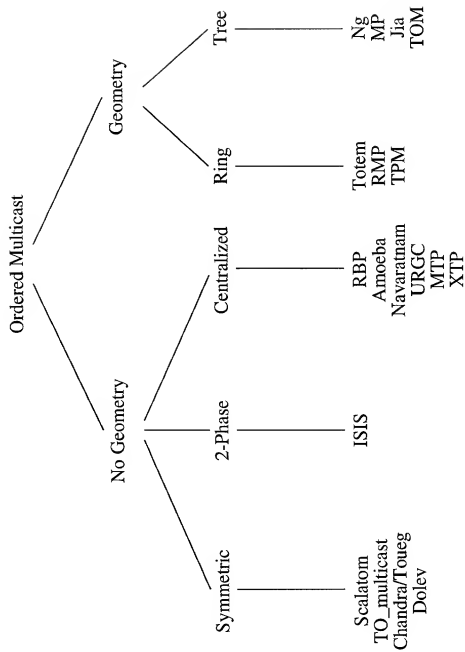 Ordered Multicast
No Geometry
Geometry
Symmetric
2-Phase
Centralized
Ring
Tree
Scalatom
TO_multicast
Chandra/Toueg
Dolev
ISIS
RBP
Amoeba
Navaratnam
URGC
MTP
XTP
Totem
RMP
TPM
Ng
MP
Jia
TOM